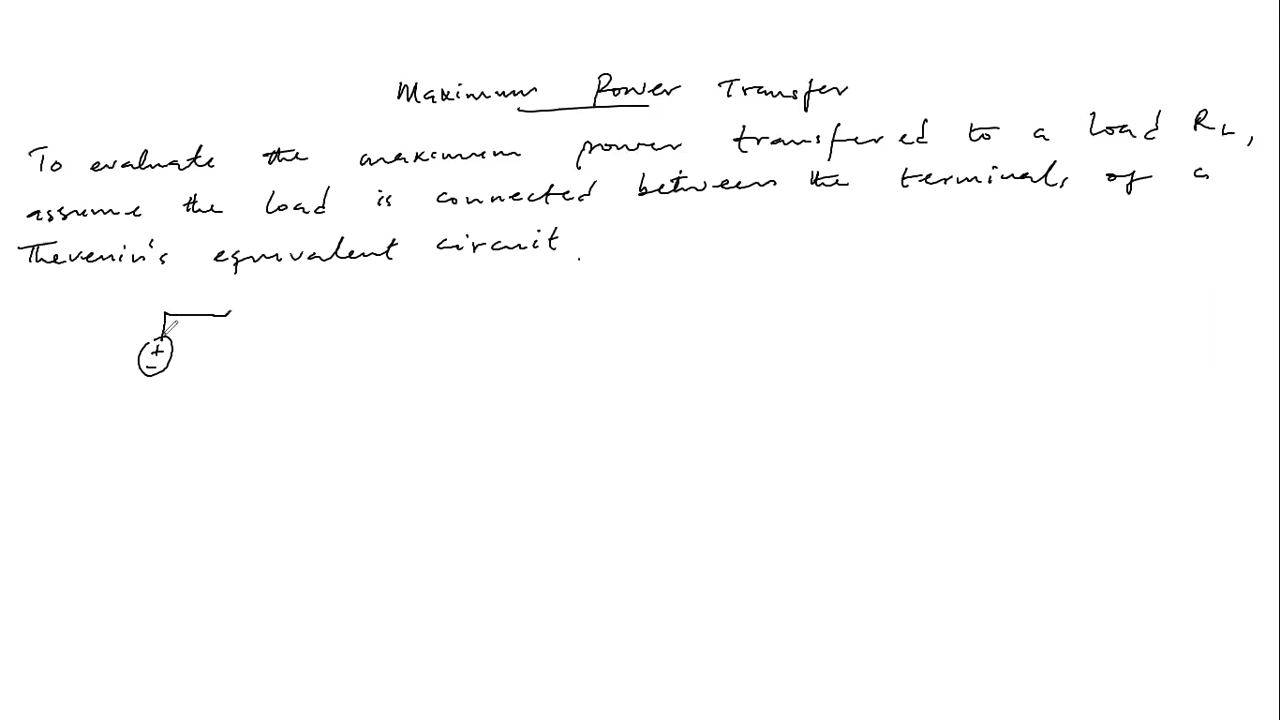 Maximum Power Transfer
To evaluate the maximum power transfered to a load RL,
assume the load is connected between the terminals of a
Thevenin's equivalent circuit.
+
-